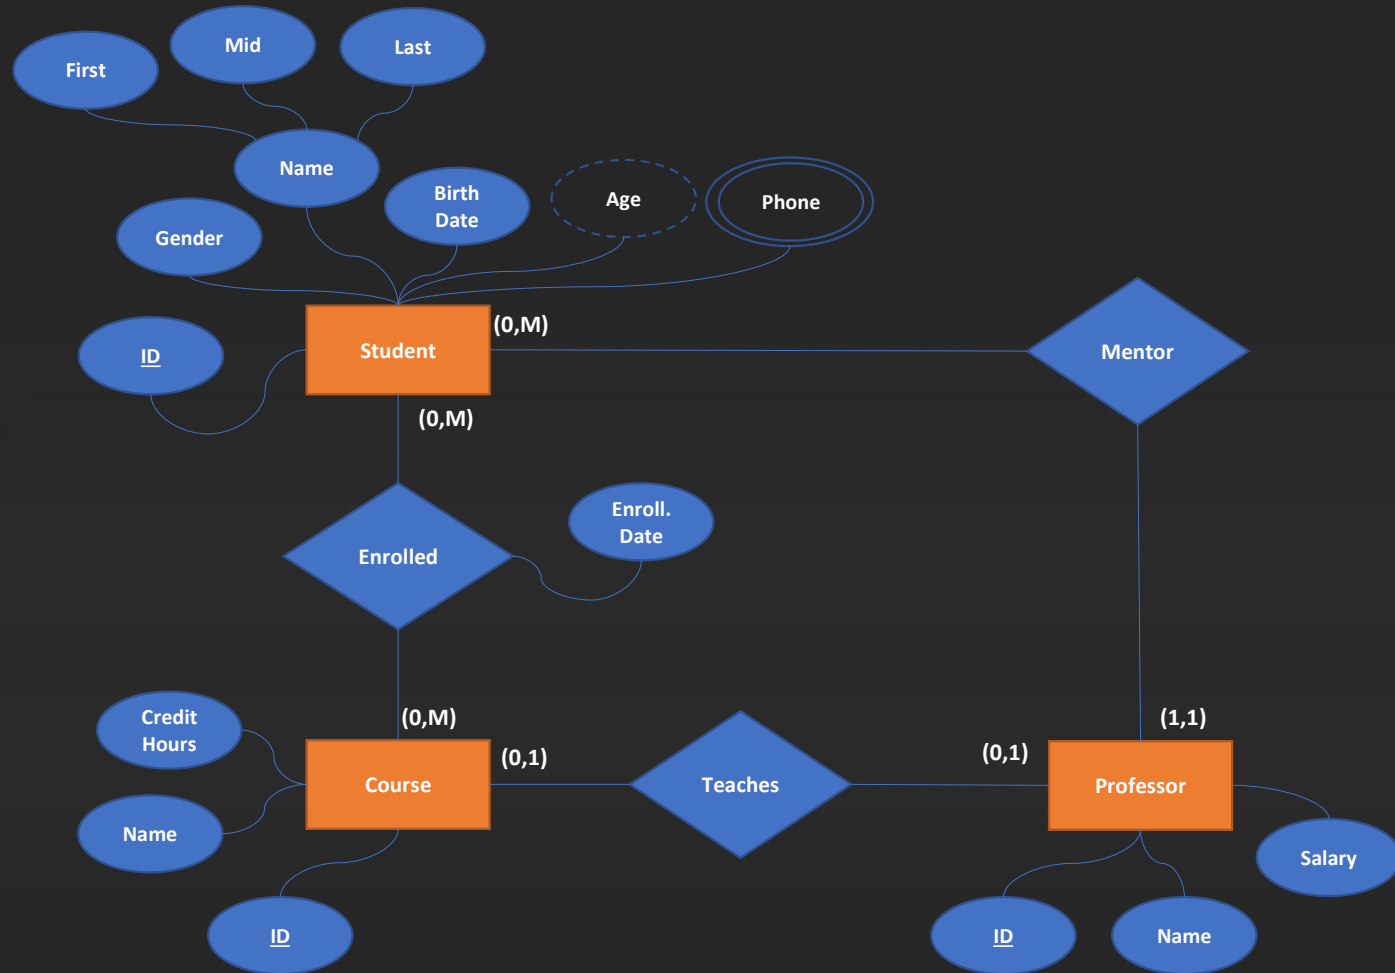 Mid
Last
First
Name
Birth
Date
Age
Phone
Gender
(0,M)
Student
ID
Mentor
(0,M)
Enroll.
Date
Enrolled
Credit
Hours
(0,M)
(1,1)
(0,1)
(0,1)
Course
Teaches
Professor
Name
Salary
ID
ID
Name